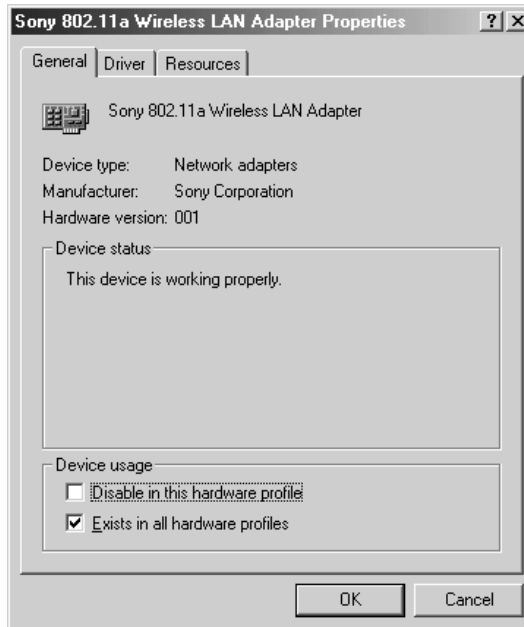 Sony 802.11a Wireless LAN Adapter Properties
General Driver Resources
Sony 802.11a Wireless LAN Adapter
Device type: Network adapters
Manufacturer: Sony Corporation
Hardware version: 001
Device status
This device is working properly.
Device usage
Disable in this hardware profile
Exists in all hardware profiles
OK Cancel